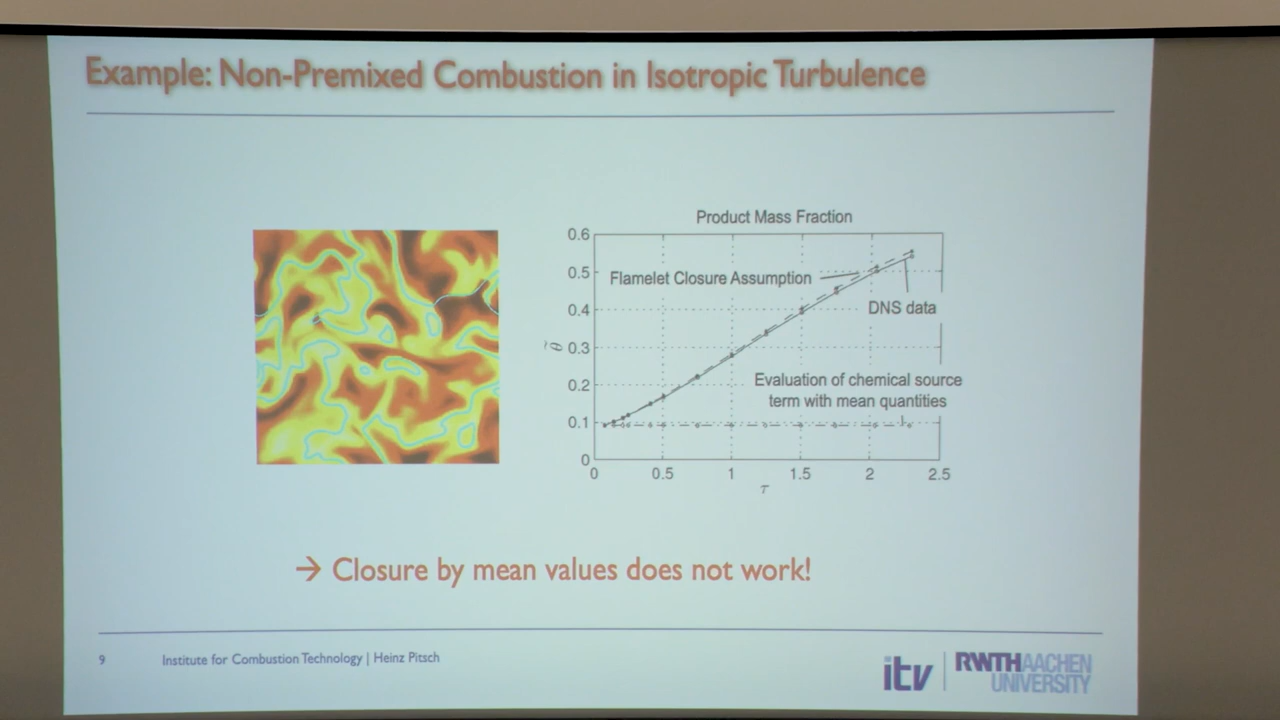 Example: Non-Premixed Combustion in Isotropic Turbulence
Product Mass Fraction
0.6
0.5
0.4
0.3
0.2
0.1
0
θ̃
Flamelet Closure Assumption
DNS data
Evaluation of chemical source
term with mean quantities
0 0.5 1 1.5 2 2.5
τ
→ Closure by mean values does not work!
9 Institute for Combustion Technology | Heinz Pitsch
itv
RWTHAACHEN
UNIVERSITY